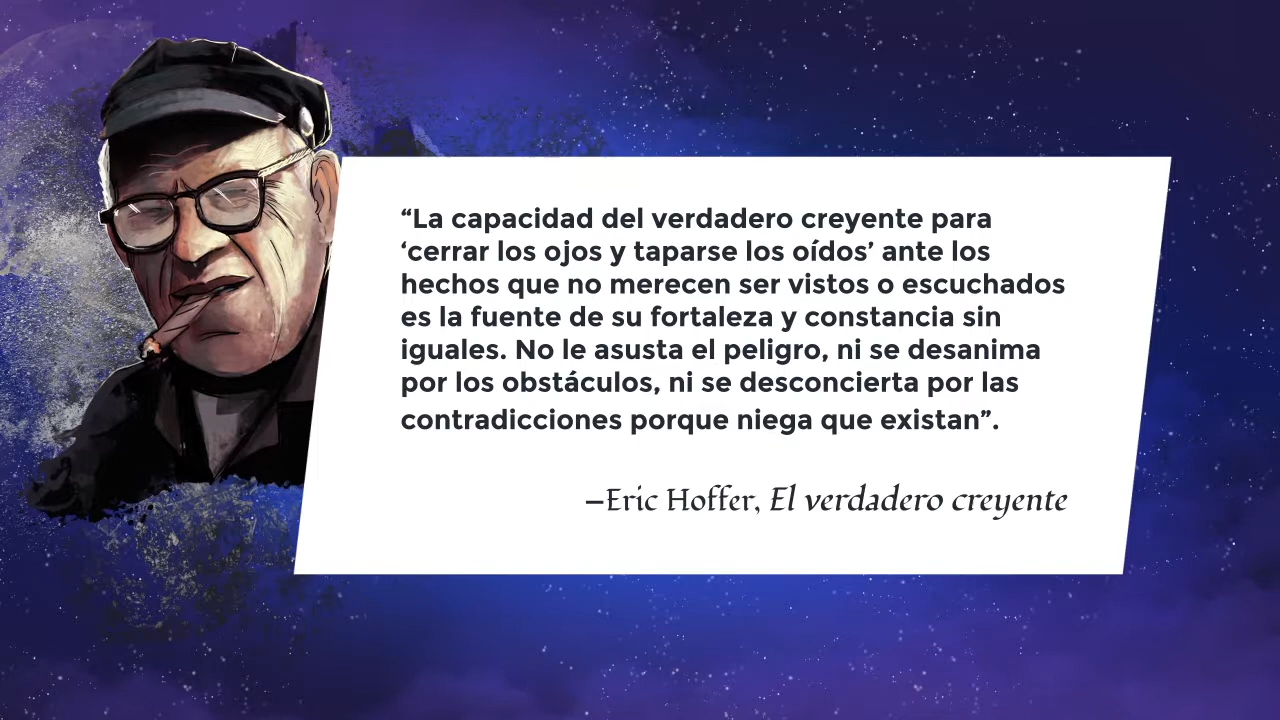 “La capacidad del verdadero creyente para
‘cerrar los ojos y taparse los oídos’ ante los
hechos que no merecen ser vistos o escuchados
es la fuente de su fortaleza y constancia sin
iguales. No le asusta el peligro, ni se desanima
por los obstáculos, ni se desconcierta por las
contradicciones porque niega que existan”.
—Eric Hoffer, El verdadero creyente